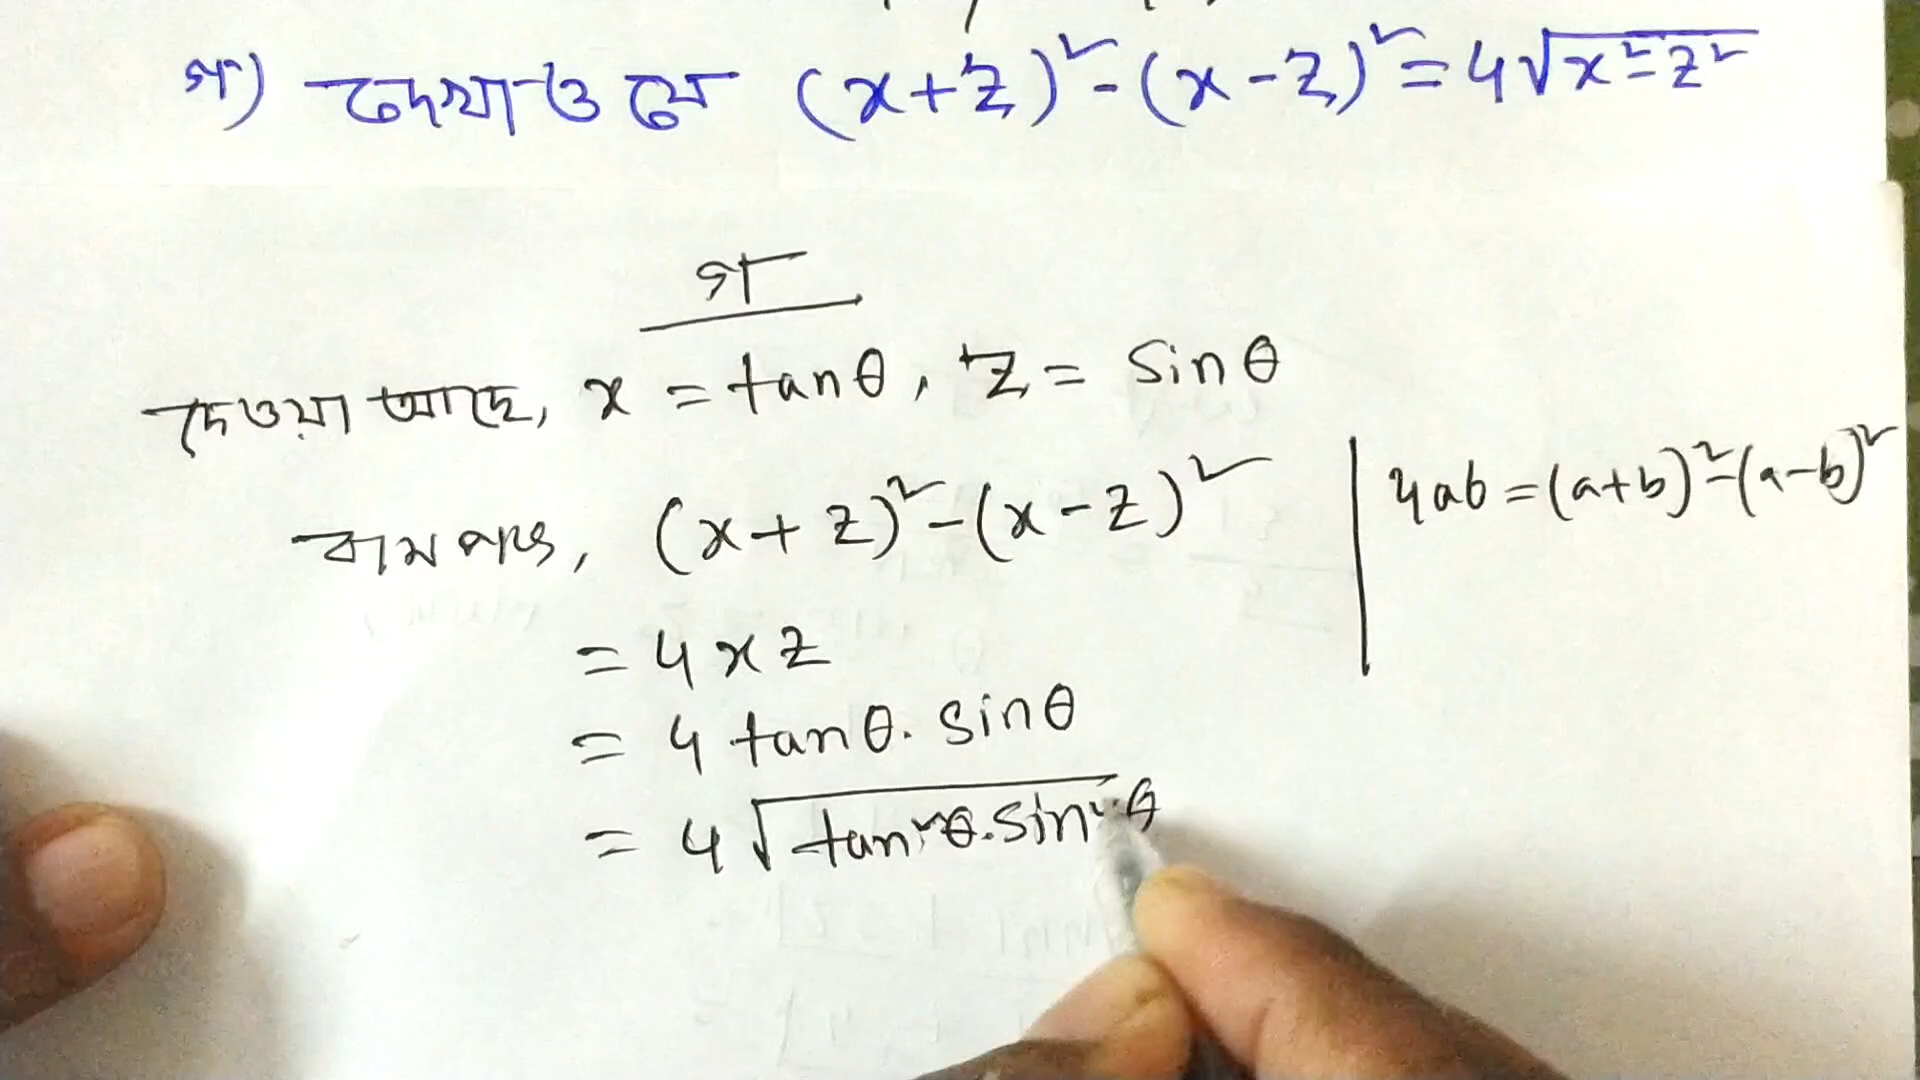 গ) দেখাও যে (x+z)²-(x-z)²=4√x²-z²
গ
দেওয়া আছে, x = tanθ, z = sinθ
বামপক্ষ, (x+z)²-(x-z)²
4ab=(a+b)²-(a-b)²
= 4xz
= 4 tanθ. sinθ
= 4√tan²θ.sin²θ